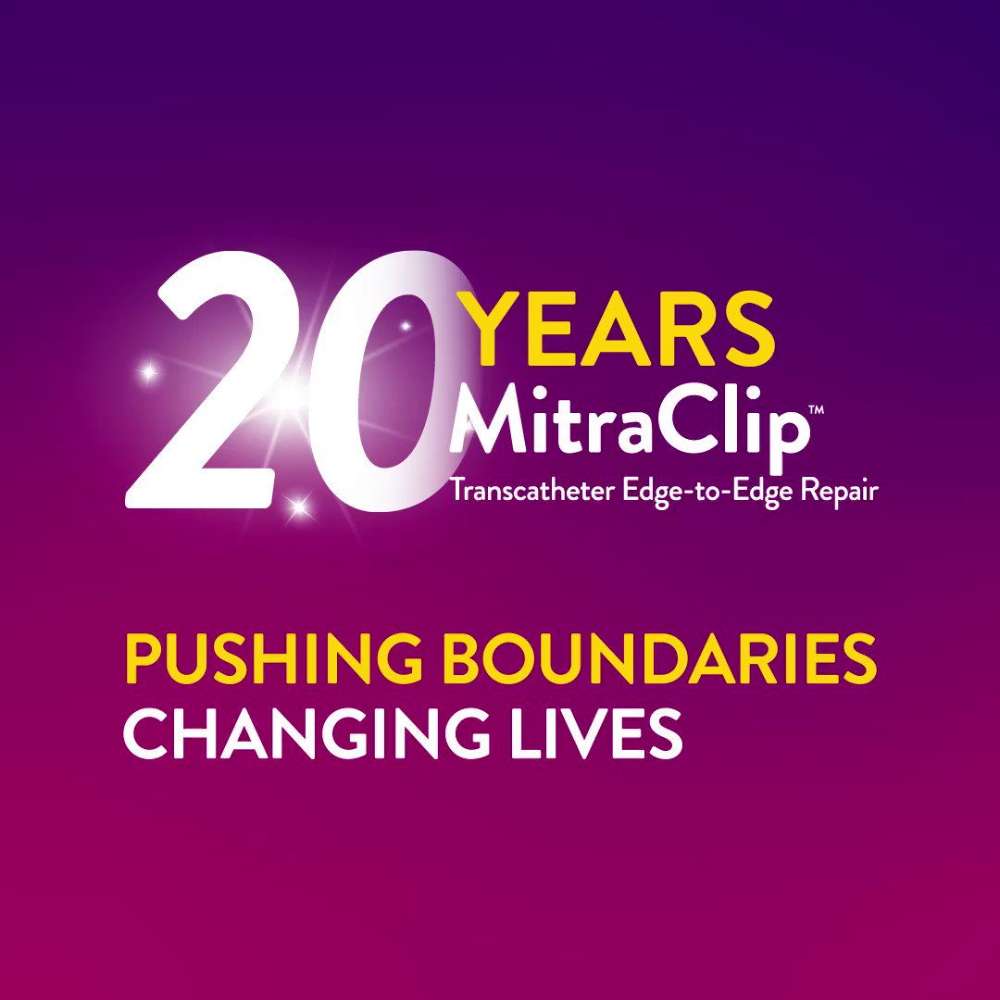 20 YEARS
MitraClip™
Transcatheter Edge-to-Edge Repair
PUSHING BOUNDARIES
CHANGING LIVES